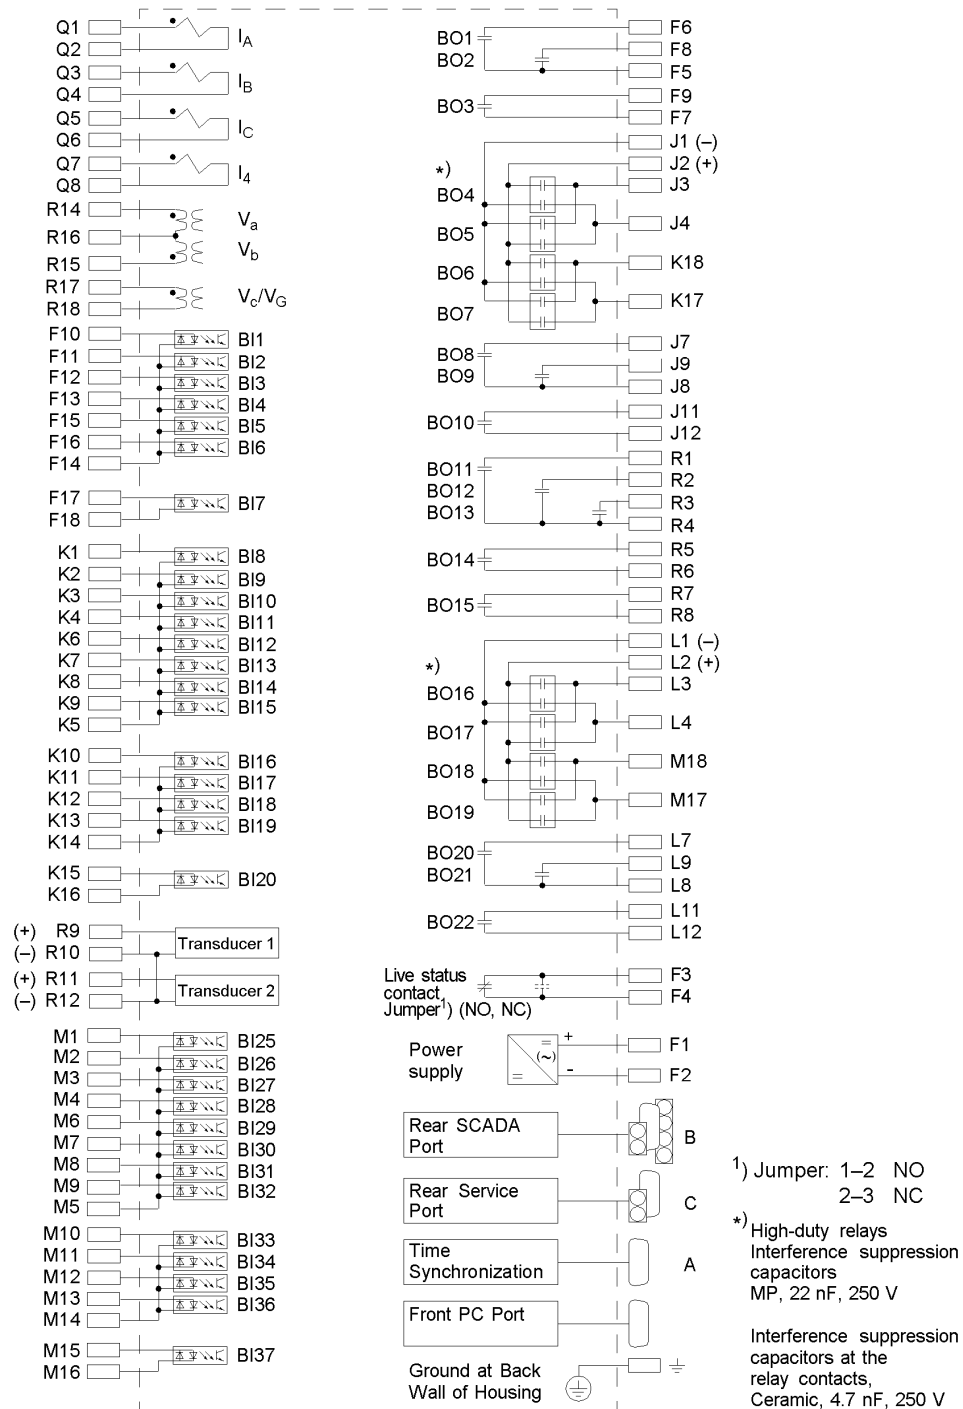 Q1
Q2
I_A
Q3
Q4
I_B
Q5
Q6
I_C
Q7
Q8
I_4
R14
R16
R15
V_a
V_b
R17
R18
V_c/V_G
F10
F11
F12
F13
F15
F16
F14
BI1
BI2
BI3
BI4
BI5
BI6
F17
F18
BI7
K1
K2
K3
K4
K6
K7
K8
K9
K5
BI8
BI9
BI10
BI11
BI12
BI13
BI14
BI15
K10
K11
K12
K13
K14
BI16
BI17
BI18
BI19
K15
K16
BI20
(+) R9
(–) R10
Transducer 1
(+) R11
(–) R12
Transducer 2
M1
M2
M3
M4
M6
M7
M8
M9
M5
BI25
BI26
BI27
BI28
BI29
BI30
BI31
BI32
M10
M11
M12
M13
M14
BI33
BI34
BI35
BI36
M15
M16
BI37
BO1
BO2
F6
F8
F5
BO3
F9
F7
*)
BO4
BO5
BO6
BO7
J1 (–)
J2 (+)
J3
J4
K18
K17
BO8
BO9
J7
J9
J8
BO10
J11
J12
BO11
BO12
BO13
R1
R2
R3
R4
BO14
R5
R6
BO15
R7
R8
*)
BO16
BO17
BO18
BO19
L1 (–)
L2 (+)
L3
L4
M18
M17
BO20
BO21
L7
L9
L8
BO22
L11
L12
Live status
contact,
Jumper¹) (NO, NC)
F3
F4
Power
supply
= (~)
=
+
-
F1
F2
Rear SCADA
Port
B
Rear Service
Port
C
Time
Synchronization
A
Front PC Port
Ground at Back
Wall of Housing
¹) Jumper: 1–2 NO
2–3 NC
*) High-duty relays
Interference suppression
capacitors
MP, 22 nF, 250 V
Interference suppression
capacitors at the
relay contacts,
Ceramic, 4.7 nF, 250 V